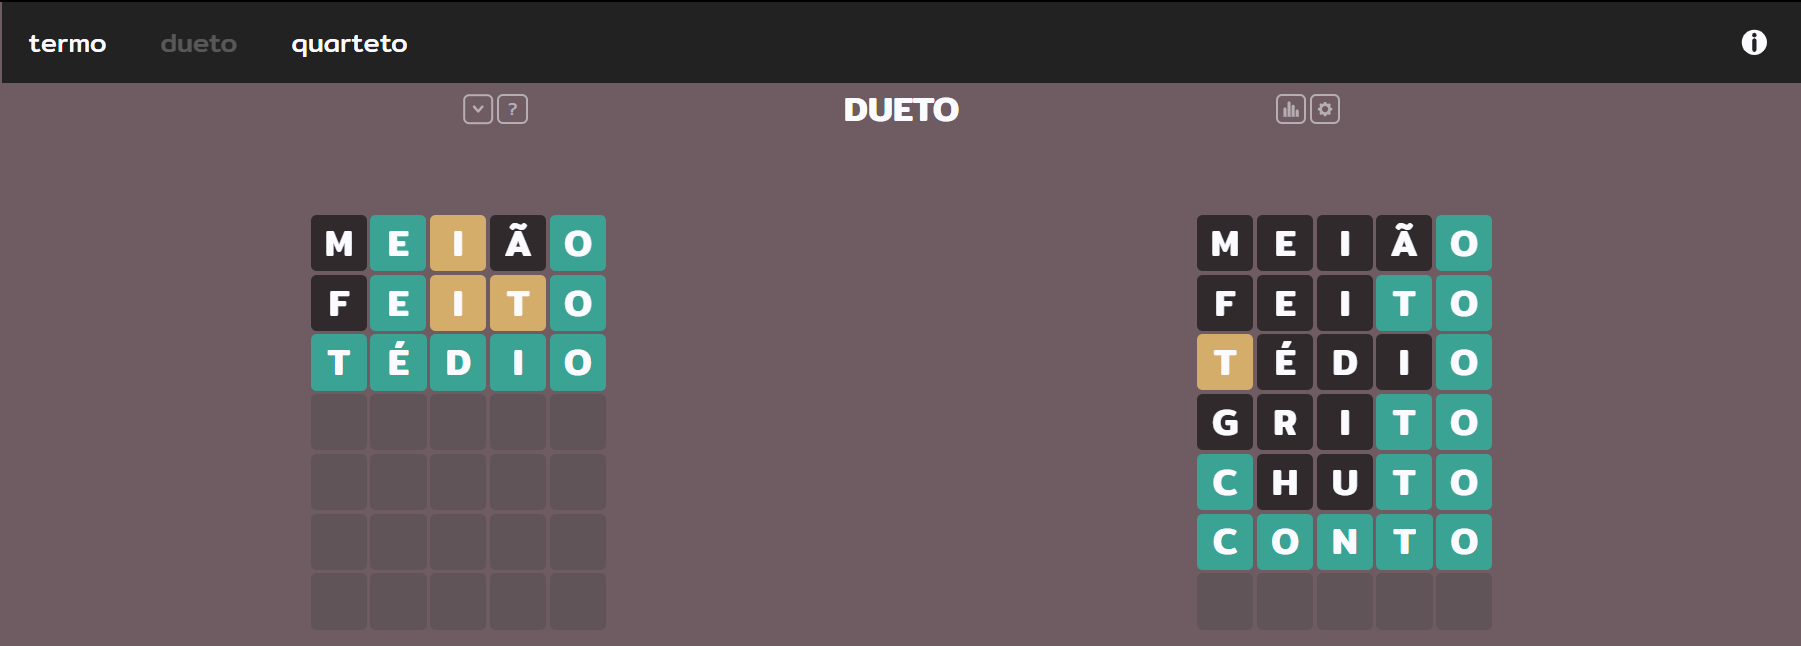 termo dueto quarteto
? DUETO
MEIÃO
FEITO
TÉDIO
MEIÃO
FEITO
TÉDIO
GRITO
CHUTO
CONTO